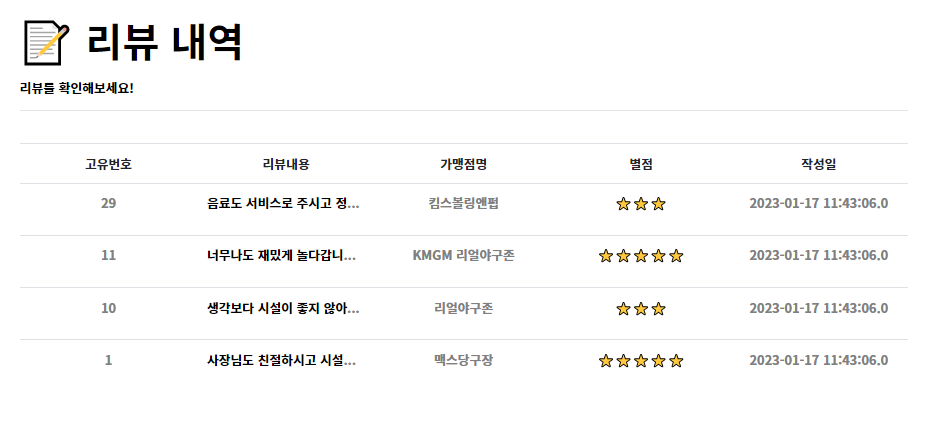 리뷰 내역
리뷰를 확인해보세요!
고유번호 리뷰내용 가맹점명 별점 작성일
29 음료도 서비스로 주시고 정... 킴스볼링앤펍 2023-01-17 11:43:06.0
11 너무나도 재밌게 놀다갑니... KMGM 리얼야구존 2023-01-17 11:43:06.0
10 생각보다 시설이 좋지 않아... 리얼야구존 2023-01-17 11:43:06.0
1 사장님도 친절하시고 시설... 맥스당구장 2023-01-17 11:43:06.0